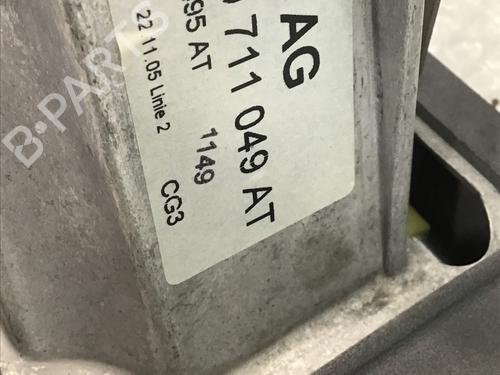 AG
711 049 AT
95 AT
1149
22.11.05 Linie 2
CG3
B-PARTS